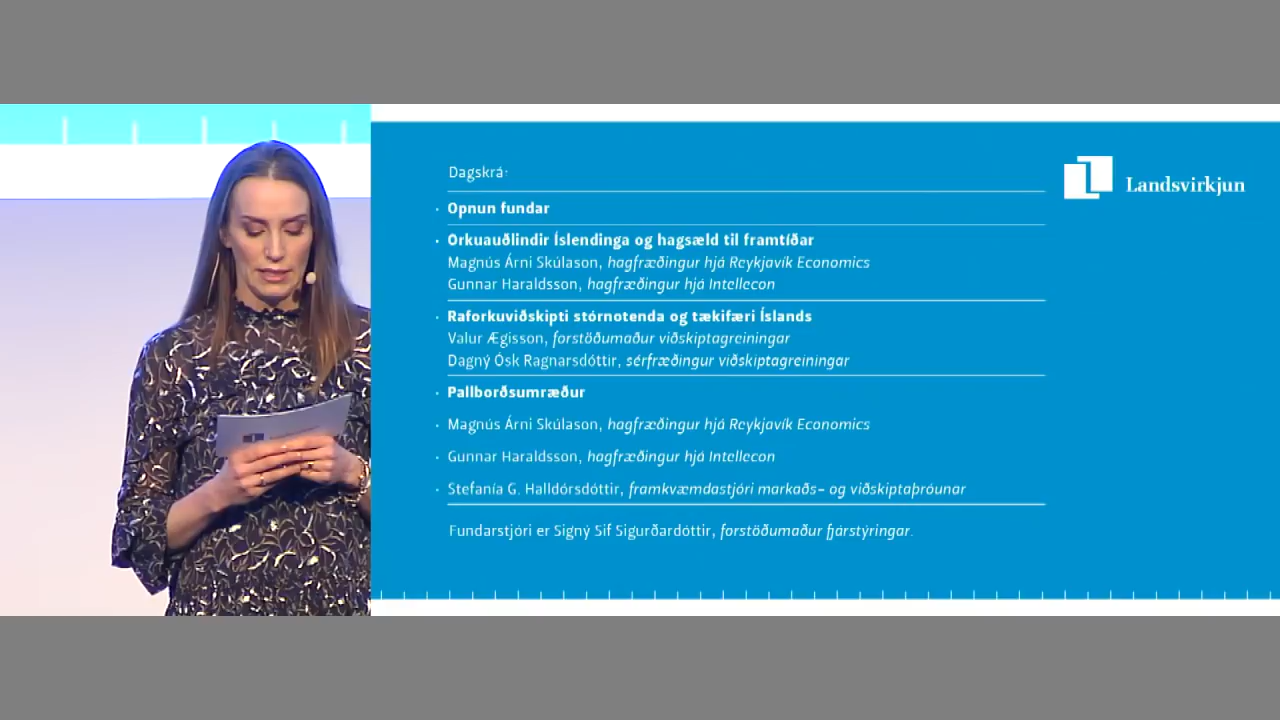 Dagskrá:
Landsvirkjun
· Opnun fundar
· Orkuauðlindir Íslendinga og hagsæld til framtíðar
Magnús Árni Skúlason, hagfræðingur hjá Reykjavík Economics
Gunnar Haraldsson, hagfræðingur hjá Intellecon
· Raforkuviðskipti stórnotenda og tækifæri Íslands
Valur Ægisson, forstöðumaður viðskiptagreiningar
Dagný Ósk Ragnarsdóttir, sérfræðingur viðskiptagreiningar
· Pallborðsumræður
· Magnús Árni Skúlason, hagfræðingur hjá Reykjavík Economics
· Gunnar Haraldsson, hagfræðingur hjá Intellecon
· Stefanía G. Halldórsdóttir, framkvæmdastjóri markaðs- og viðskiptaþróunar
Fundarstjóri er Signý Sif Sigurðardóttir, forstöðumaður fjárstýringar.